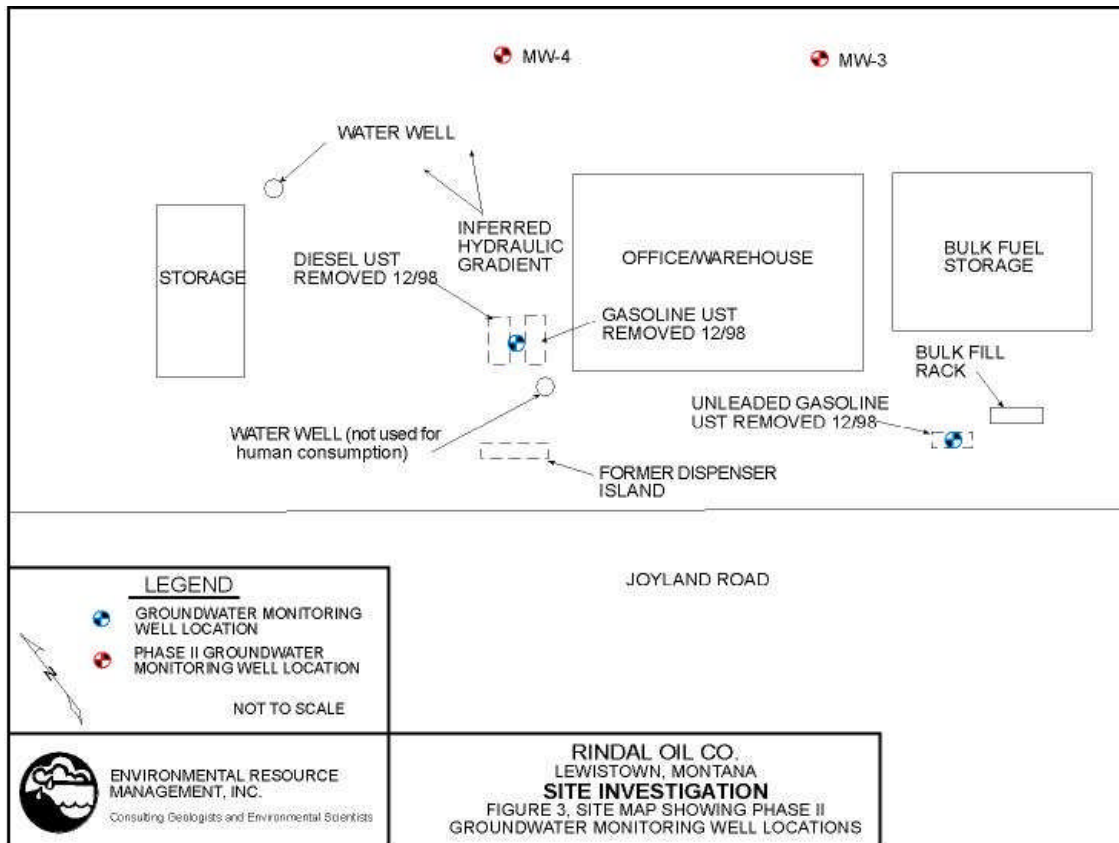 MW-4
MW-3
WATER WELL
INFERRED
HYDRAULIC
GRADIENT
DIESEL UST
REMOVED 12/98
STORAGE
OFFICE/WAREHOUSE
BULK FUEL
STORAGE
GASOLINE UST
REMOVED 12/98
BULK FILL
RACK
UNLEADED GASOLINE
UST REMOVED 12/98
WATER WELL (not used for
human consumption)
FORMER DISPENSER
ISLAND
JOYLAND ROAD
LEGEND
GROUNDWATER MONITORING
WELL LOCATION
PHASE II GROUNDWATER
MONITORING WELL LOCATION
N
NOT TO SCALE
ENVIRONMENTAL RESOURCE
MANAGEMENT, INC.
Consulting Geologists and Environmental Scientists
RINDAL OIL CO.
LEWISTOWN, MONTANA
SITE INVESTIGATION
FIGURE 3, SITE MAP SHOWING PHASE II
GROUNDWATER MONITORING WELL LOCATIONS